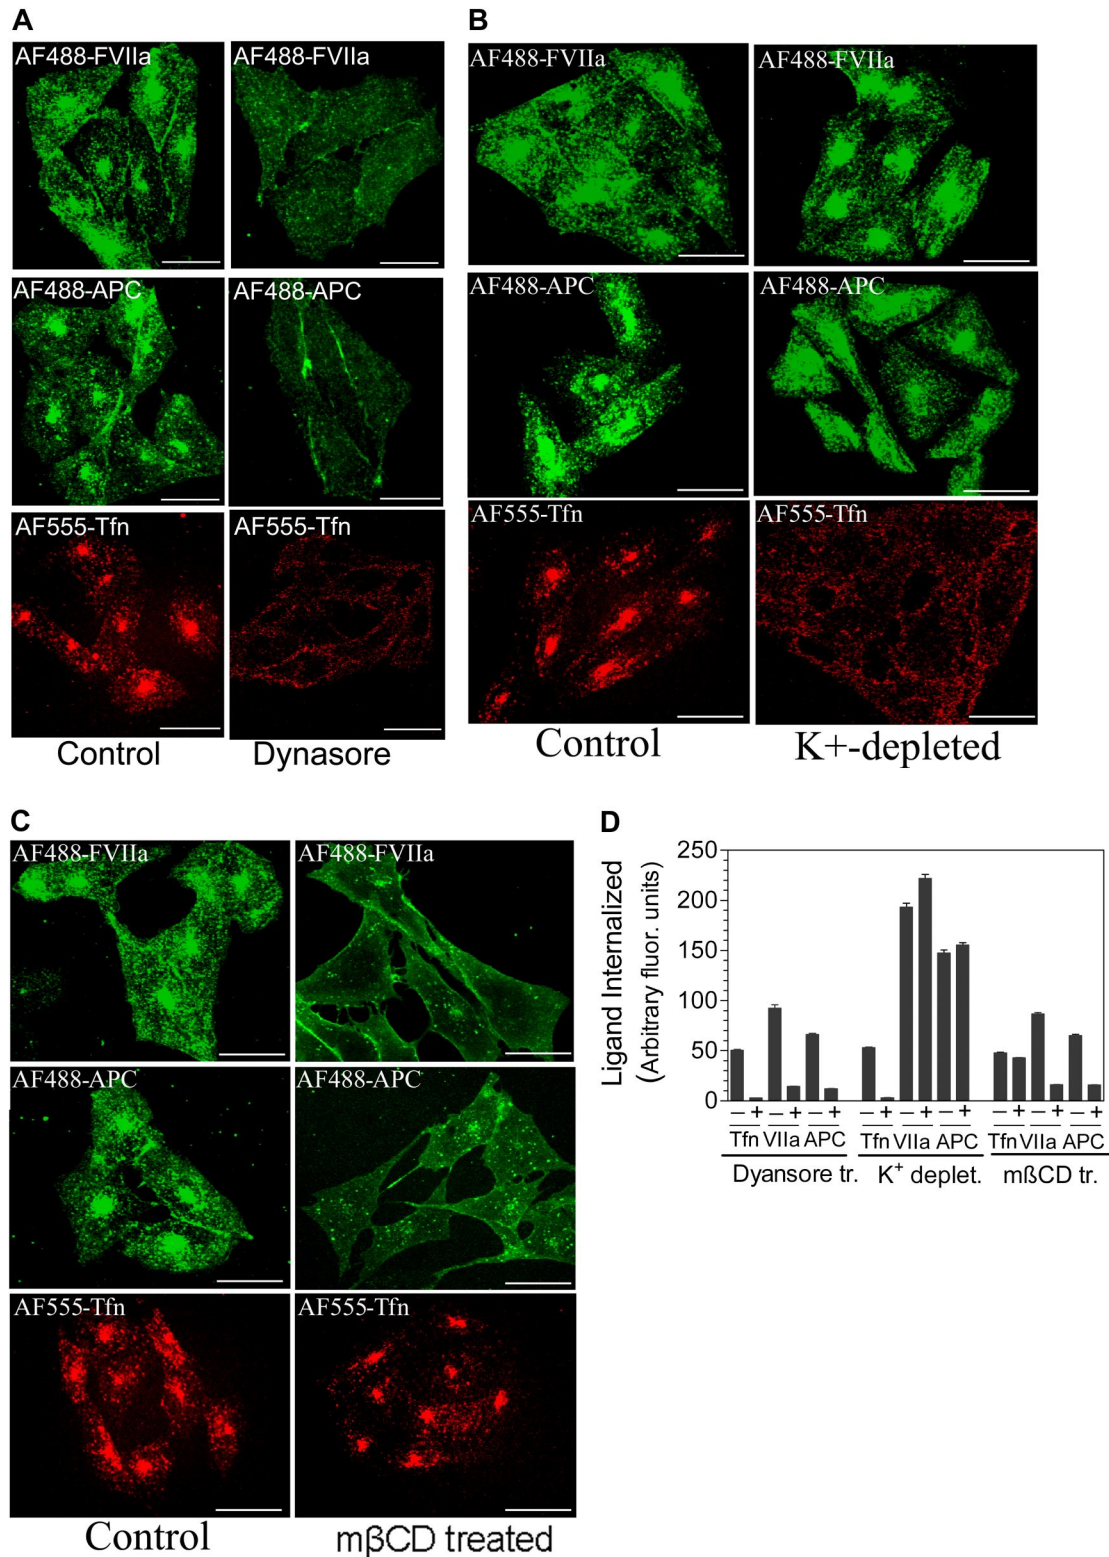 A
AF488-FVIIa
AF488-FVIIa
AF488-APC
AF488-APC
AF555-Tfn
AF555-Tfn
Control
Dynasore
B
AF488-FVIIa
AF488-FVIIa
AF488-APC
AF488-APC
AF555-Tfn
AF555-Tfn
Control
K+-depleted
C
AF488-FVIIa
AF488-FVIIa
AF488-APC
AF488-APC
AF555-Tfn
AF555-Tfn
Control
mβCD treated
D
Ligand Internalized
(Arbitrary fluor. units)
250
200
150
100
50
0
– + – + – + – + – + – + – + – + – +
Tfn VIIa APC Tfn VIIa APC Tfn VIIa APC
Dyansore tr. K+ deplet. mßCD tr.